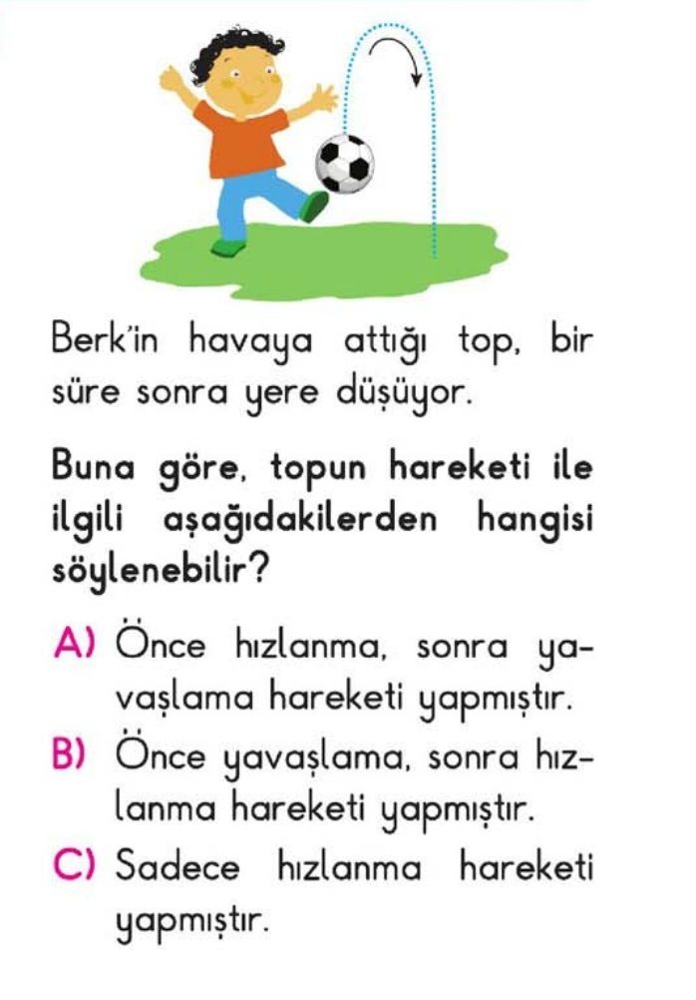 Berk'in havaya attığı top, bir
süre sonra yere düşüyor.
Buna göre, topun hareketi ile
ilgili aşağıdakilerden hangisi
söylenebilir?
A) Önce hızlanma, sonra ya-
vaşlama hareketi yapmıştır.
B) Önce yavaşlama, sonra hız-
lanma hareketi yapmıştır.
C) Sadece hızlanma hareketi
yapmıştır.